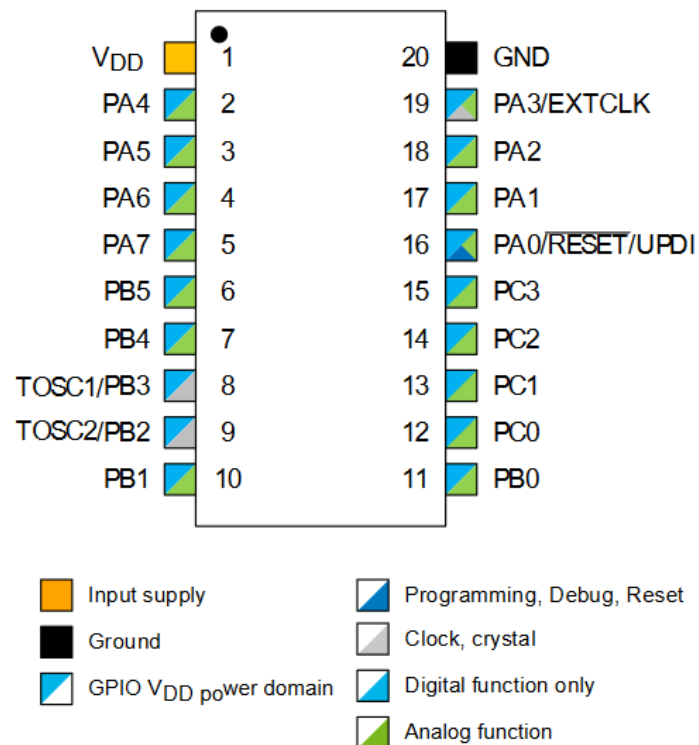 VDD 1 20 GND
PA4 2 19 PA3/EXTCLK
PA5 3 18 PA2
PA6 4 17 PA1
PA7 5 16 PA0/RESET/UPDI
PB5 6 15 PC3
PB4 7 14 PC2
TOSC1/PB3 8 13 PC1
TOSC2/PB2 9 12 PC0
PB1 10 11 PB0
Input supply
Ground
GPIO VDD power domain
Programming, Debug, Reset
Clock, crystal
Digital function only
Analog function